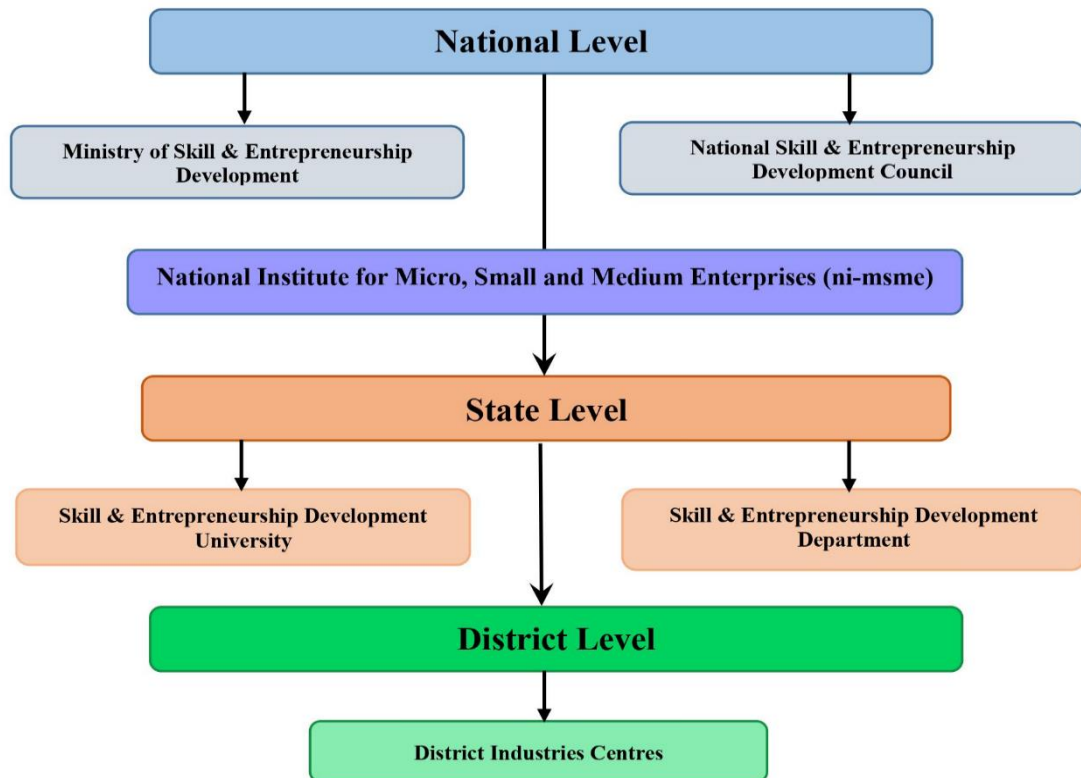 National Level
Ministry of Skill & Entrepreneurship
Development
National Skill & Entrepreneurship
Development Council
National Institute for Micro, Small and Medium Enterprises (ni-msme)
State Level
Skill & Entrepreneurship Development
University
Skill & Entrepreneurship Development
Department
District Level
District Industries Centres